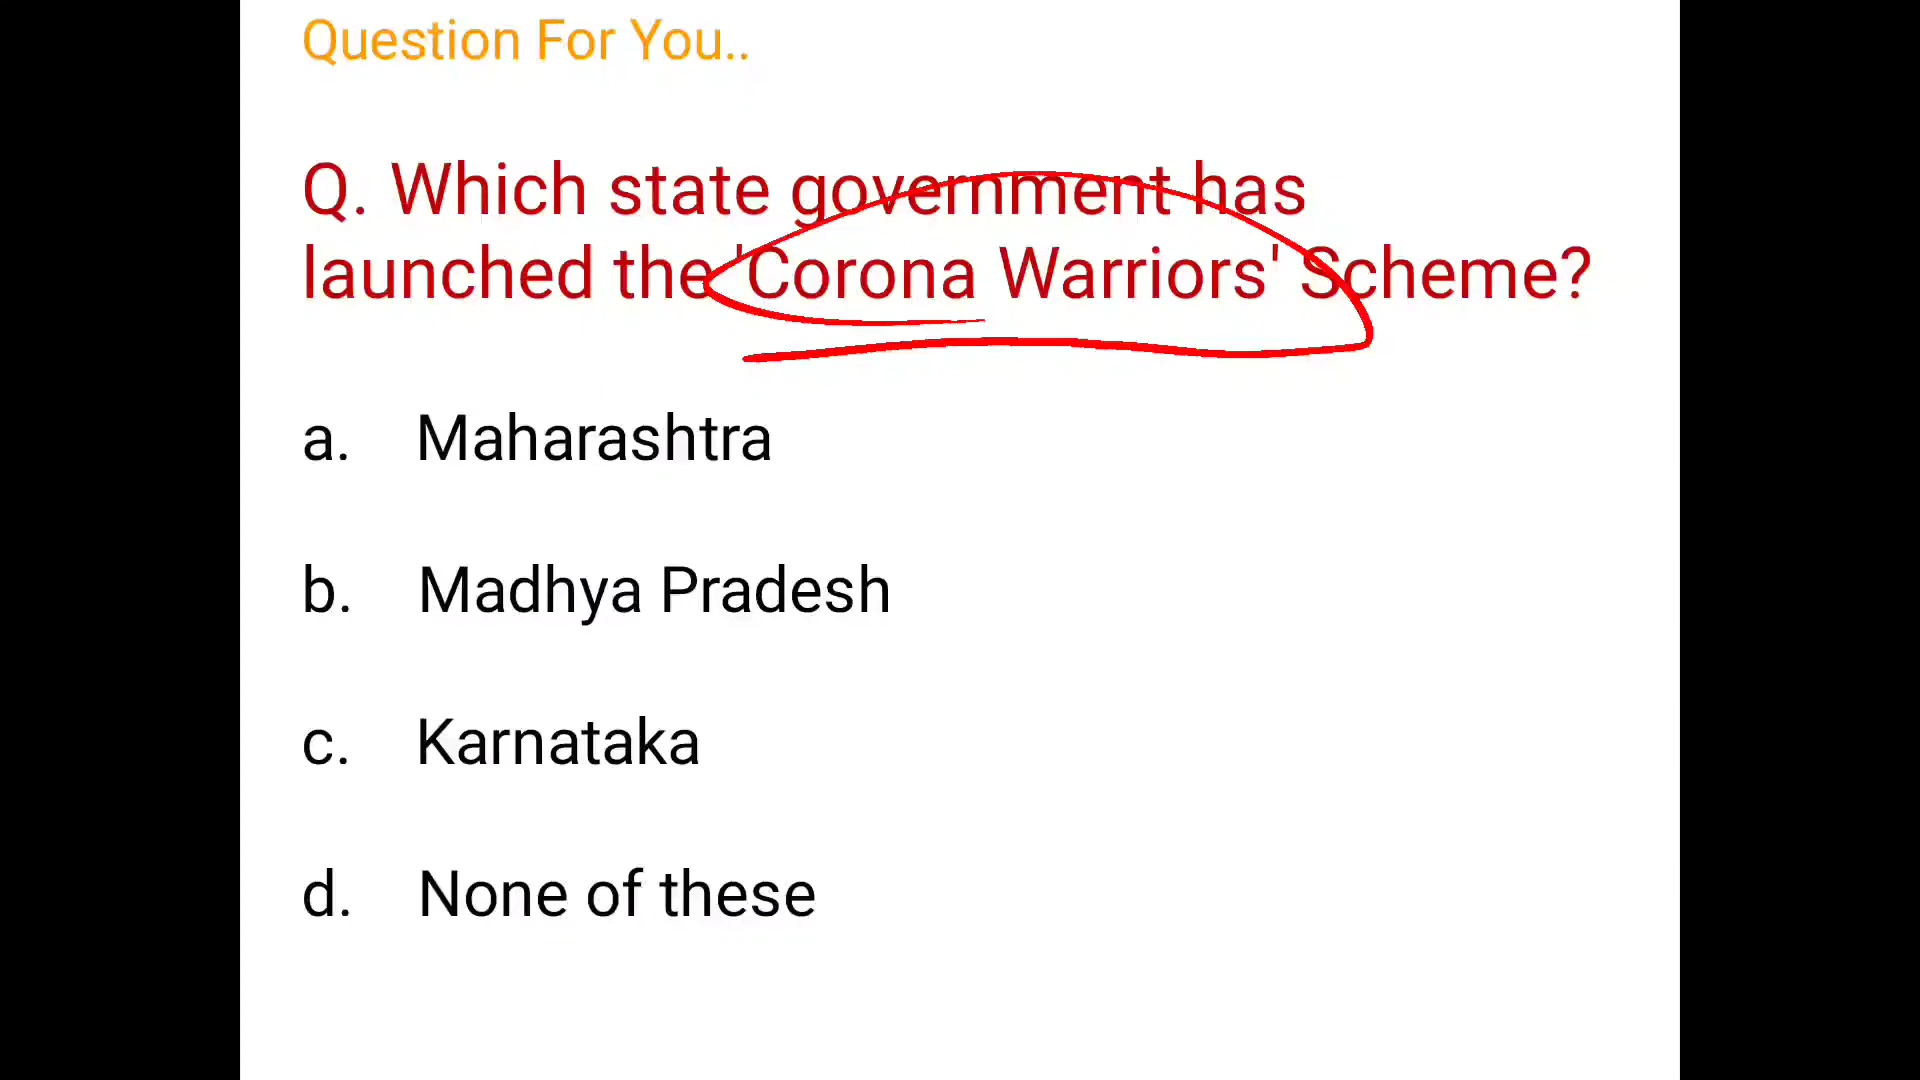 Question For You..
Q. Which state government has
launched the 'Corona Warriors' Scheme?
a. Maharashtra
b. Madhya Pradesh
c. Karnataka
d. None of these